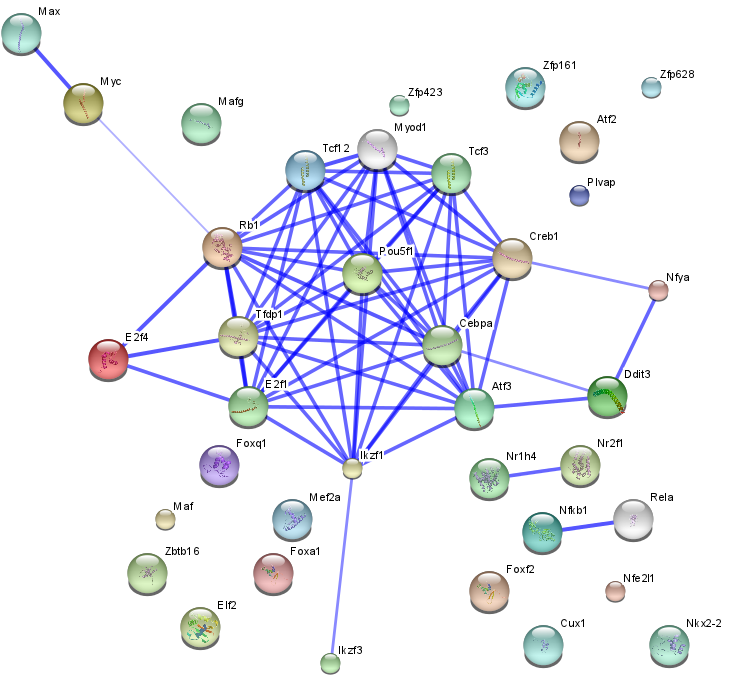 Max
Zfp161
Zfp628
Myc
Mafg
Zfp423
Atf2
Myod1
Tcf12
Tcf3
Plvap
Rb1
Creb1
Pou5f1
Nfya
Tfdp1
Cebpa
E2f4
Ddit3
E2f1
Atf3
Foxq1
Ikzf1
Nr1h4
Nr2f1
Maf
Mef2a
Nfkb1
Rela
Zbtb16
Foxa1
Foxf2
Nfe2l1
Elf2
Cux1
Nkx2-2
Ikzf3